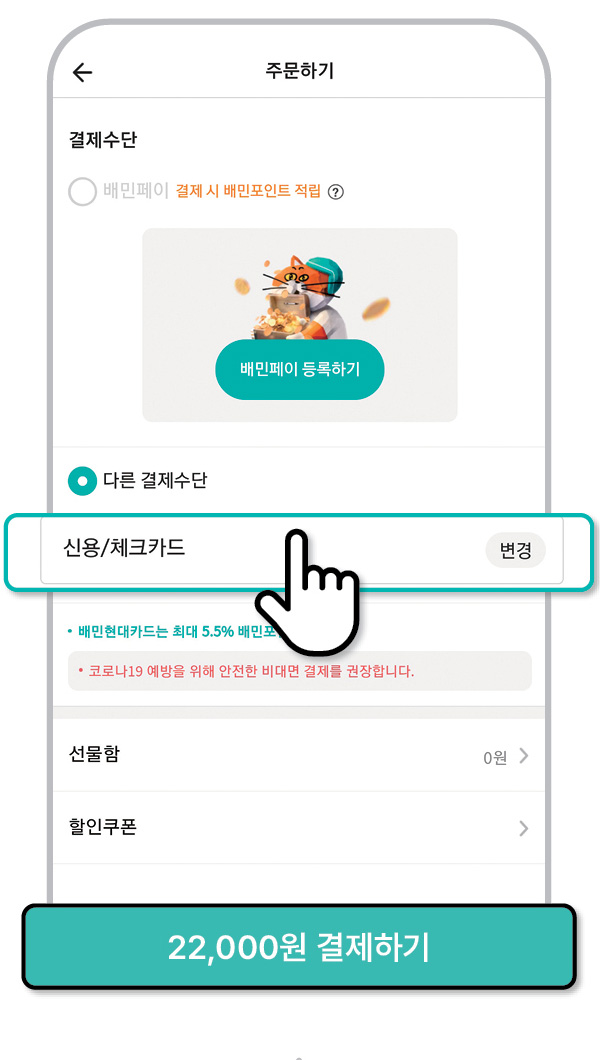 주문하기
결제수단
배민페이 결제 시 배민포인트 적립 ?
배민페이 등록하기
다른 결제수단
신용/체크카드 변경
• 배민현대카드는 최대 5.5%
• 코로나19 예방을 위해 안전한 비대면 결제를 권장합니다.
선물함 0원
할인쿠폰
22,000원 결제하기